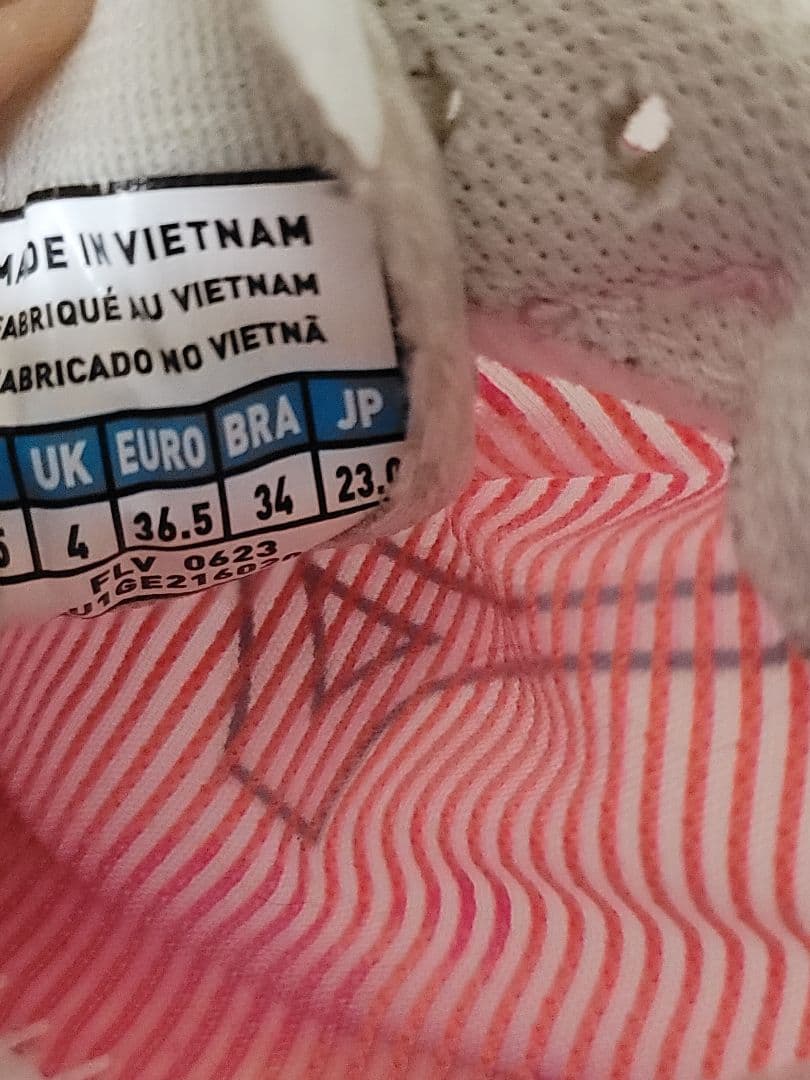 MADE IN VIETNAM
FABRIQUÉ AU VIETNAM
FABRICADO NO VIETNÃ
UK EURO BRA JP
4 36.5 34
FLV 0623